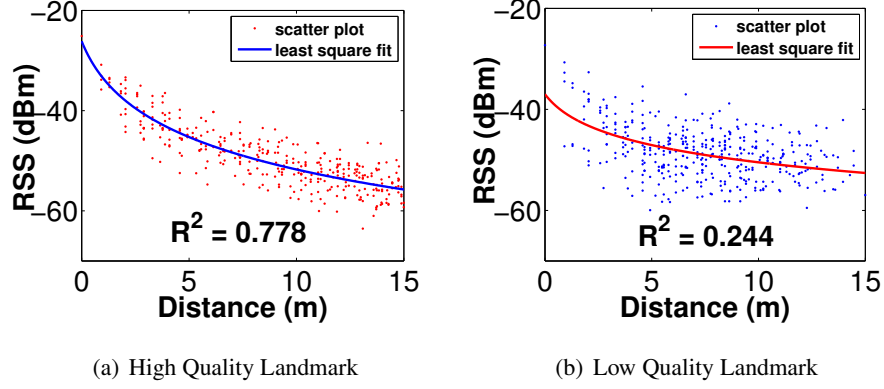 −20
−40
−60
RSS (dBm)
scatter plot
least square fit
R² = 0.778
0 5 10 15
Distance (m)
(a) High Quality Landmark
−20
−40
−60
RSS (dBm)
scatter plot
least square fit
R² = 0.244
0 5 10 15
Distance (m)
(b) Low Quality Landmark